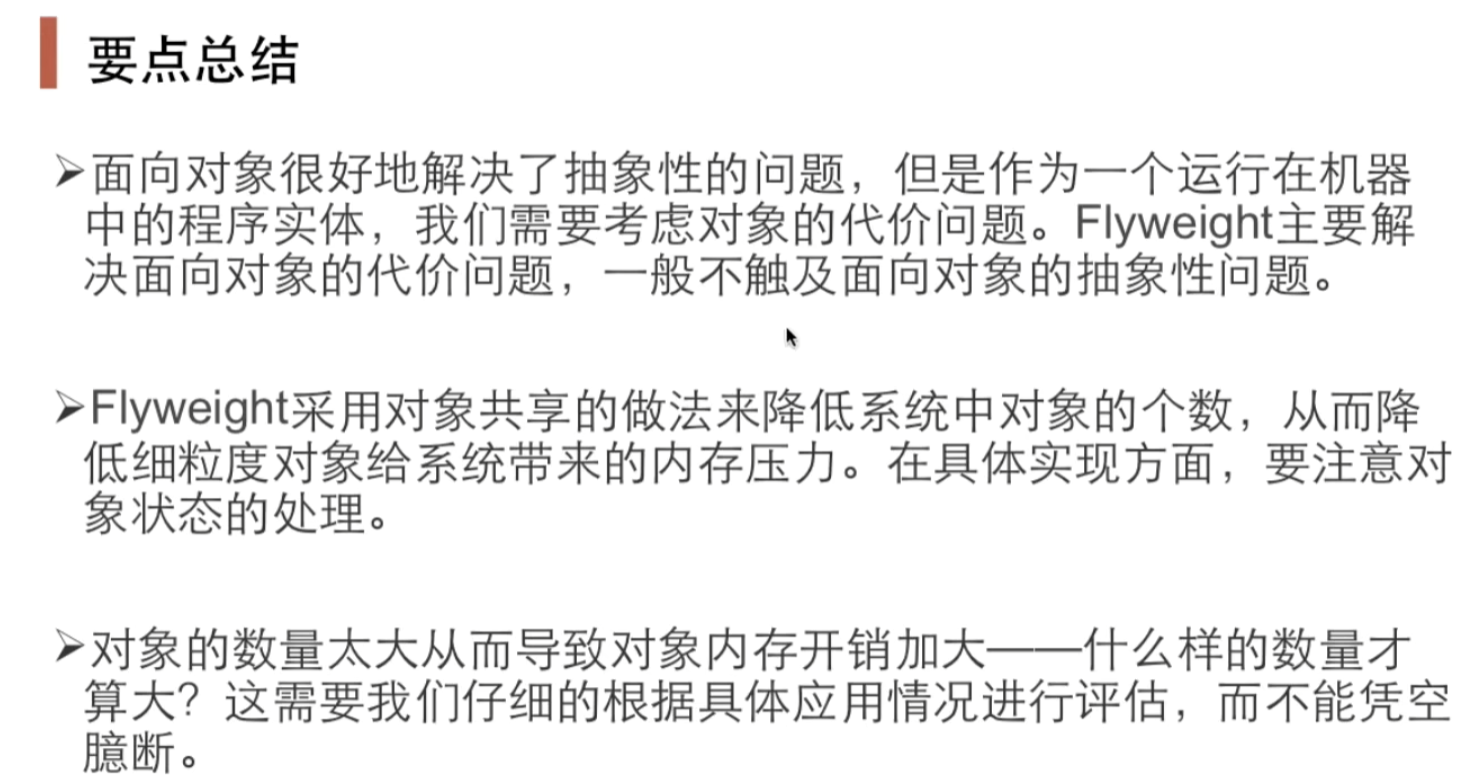 要点总结
➢面向对象很好地解决了抽象性的问题，但是作为一个运行在机器
中的程序实体，我们需要考虑对象的代价问题。Flyweight主要解
决面向对象的代价问题，一般不触及面向对象的抽象性问题。
➢Flyweight采用对象共享的做法来降低系统中对象的个数，从而降
低细粒度对象给系统带来的内存压力。在具体实现方面，要注意对
象状态的处理。
➢对象的数量太大从而导致对象内存开销加大——什么样的数量才
算大？这需要我们仔细的根据具体应用情况进行评估，而不能凭空
臆断。